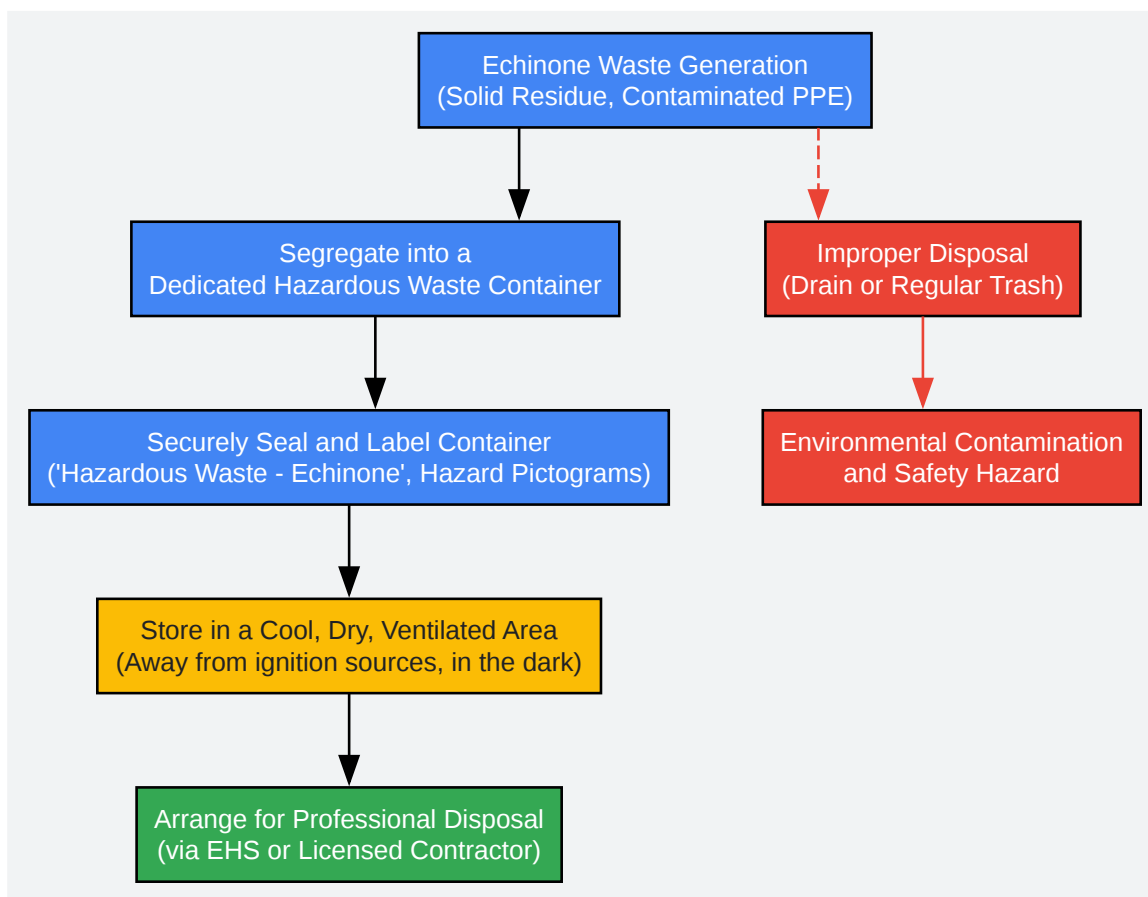 Echinone Waste Generation
(Solid Residue, Contaminated PPE)
Segregate into a
Dedicated Hazardous Waste Container
Improper Disposal
(Drain or Regular Trash)
Securely Seal and Label Container
('Hazardous Waste - Echinone', Hazard Pictograms)
Environmental Contamination
and Safety Hazard
Store in a Cool, Dry, Ventilated Area
(Away from ignition sources, in the dark)
Arrange for Professional Disposal
(via EHS or Licensed Contractor)